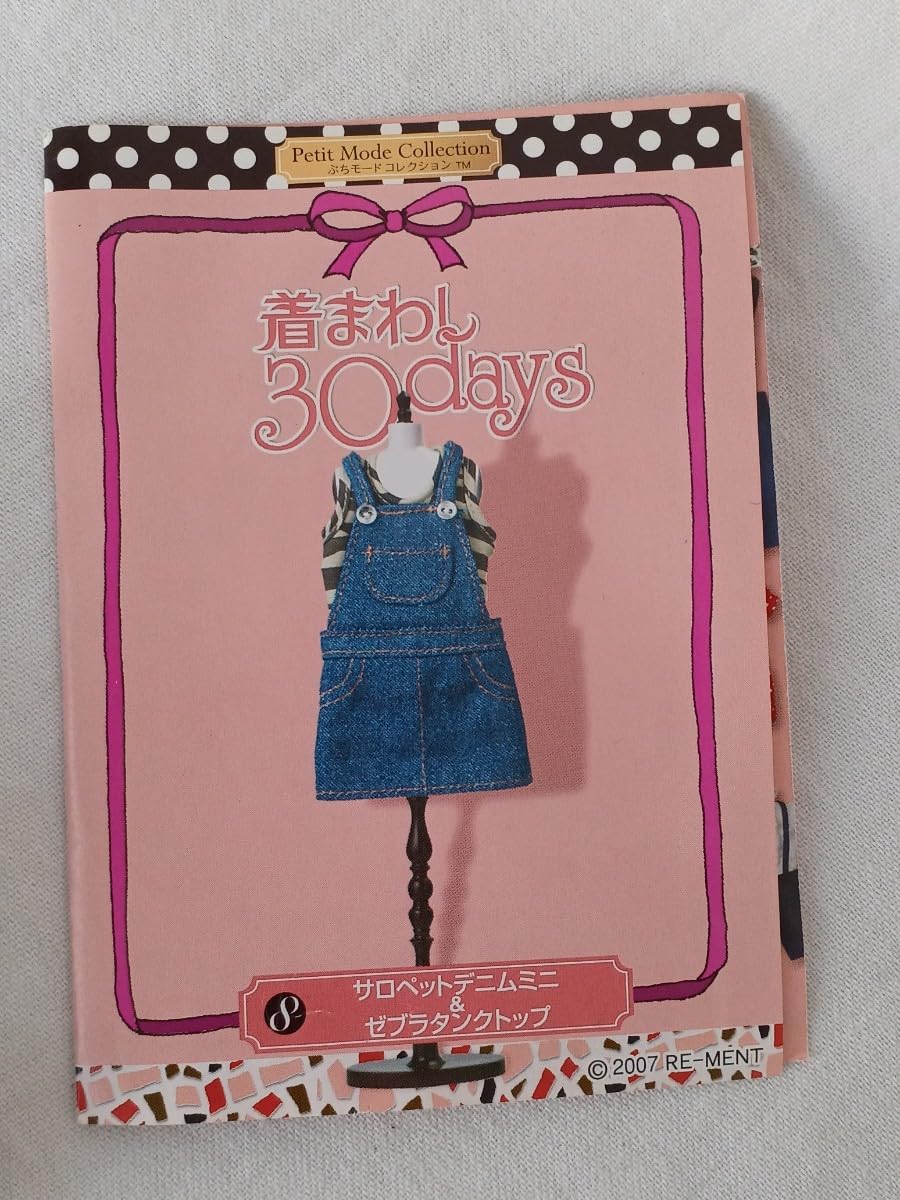 Petit Mode Collection
ぷちモードコレクション™
着まわし
30days
8
サロペットデニムミニ
&
ゼブラタンクトップ
© 2007 RE-MENT